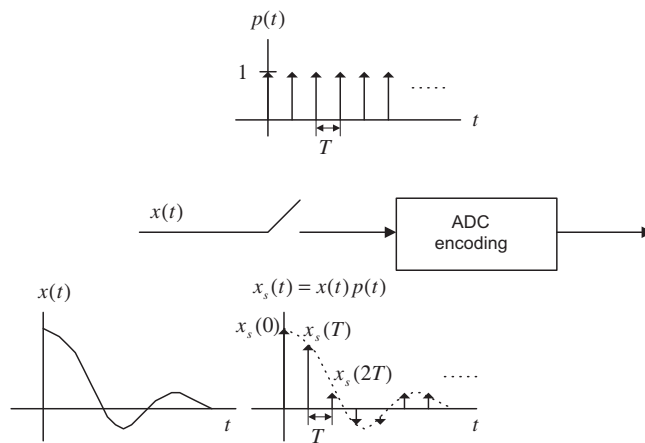 p(t)
1
.....
t
T
x(t)
ADC
encoding
x(t)
x_s(t) = x(t) p(t)
x_s(0)
x_s(T)
x_s(2T)
.....
t
T
t